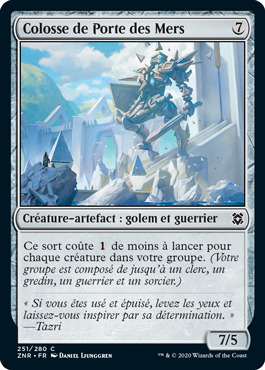 Colosse de Porte des Mers 7
Créature-artefact : golem et guerrier
Ce sort coûte 1 de moins à lancer pour
chaque créature dans votre groupe. (Votre
groupe est composé de jusqu'à un clerc, un
gredin, un guerrier et un sorcier.)
« Si vous êtes usé et épuisé, levez les yeux et
laissez-vous inspirer par sa détermination. »
—Tazri
7/5
251/280 C
ZNR • FR Daniel Ljunggren
™ & © 2020 Wizards of the Coast